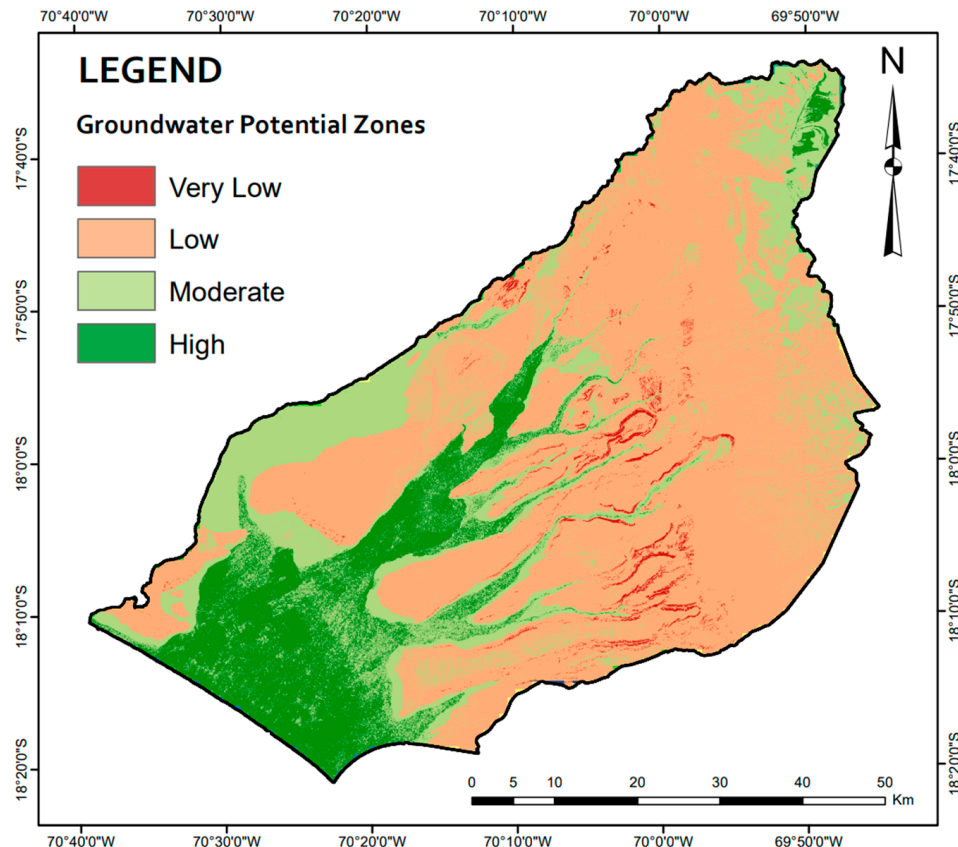 70°40'0"W 70°30'0"W 70°20'0"W 70°10'0"W 70°0'0"W 69°50'0"W
LEGEND
Groundwater Potential Zones
Very Low
Low
Moderate
High
N
17°40'0"S
17°50'0"S
18°0'0"S
18°10'0"S
18°20'0"S
17°40'0"S
17°50'0"S
18°0'0"S
18°10'0"S
18°20'0"S
0 5 10 20 30 40 50
Km
70°40'0"W 70°30'0"W 70°20'0"W 70°10'0"W 70°0'0"W 69°50'0"W